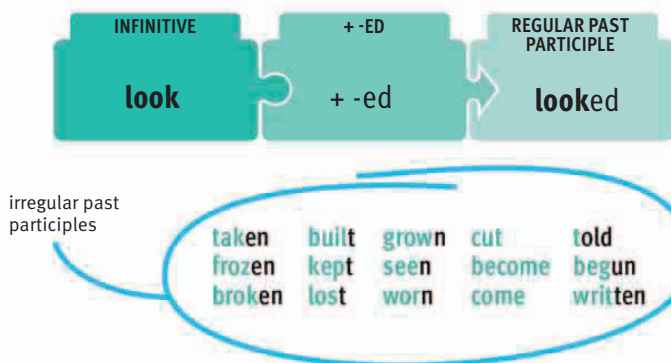 INFINITIVE + -ED REGULAR PAST PARTICIPLE
look + -ed looked
irregular past participles
taken built grown cut told
frozen kept seen become begun
broken lost worn come written